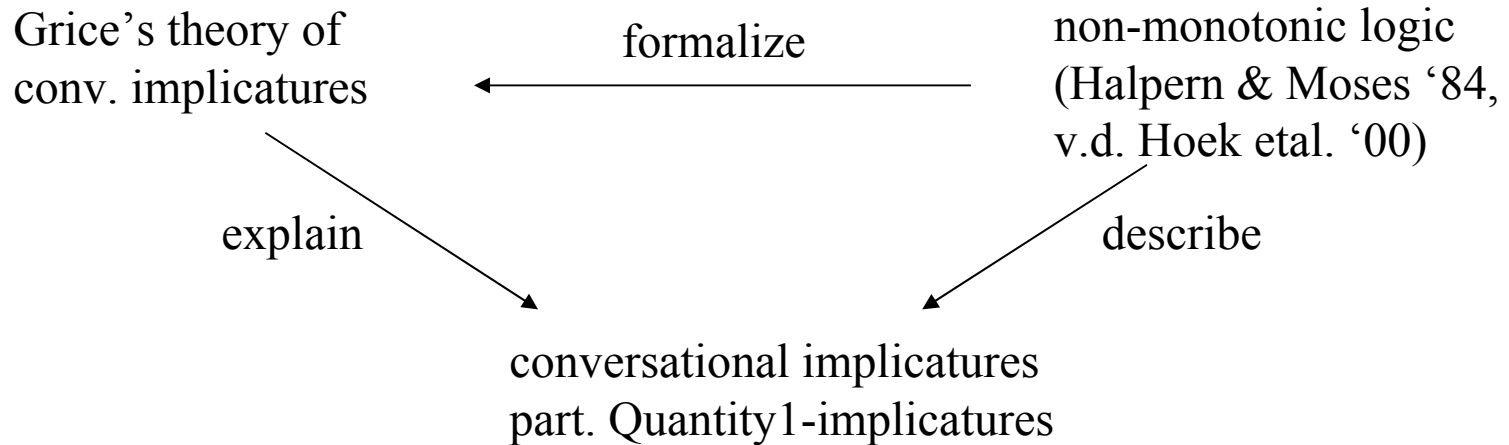 Grice’s theory of
conv. implicatures
formalize
non-monotonic logic
(Halpern & Moses ‘84,
v.d. Hoek etal. ‘00)
explain
describe
conversational implicatures
part. Quantity1-implicatures